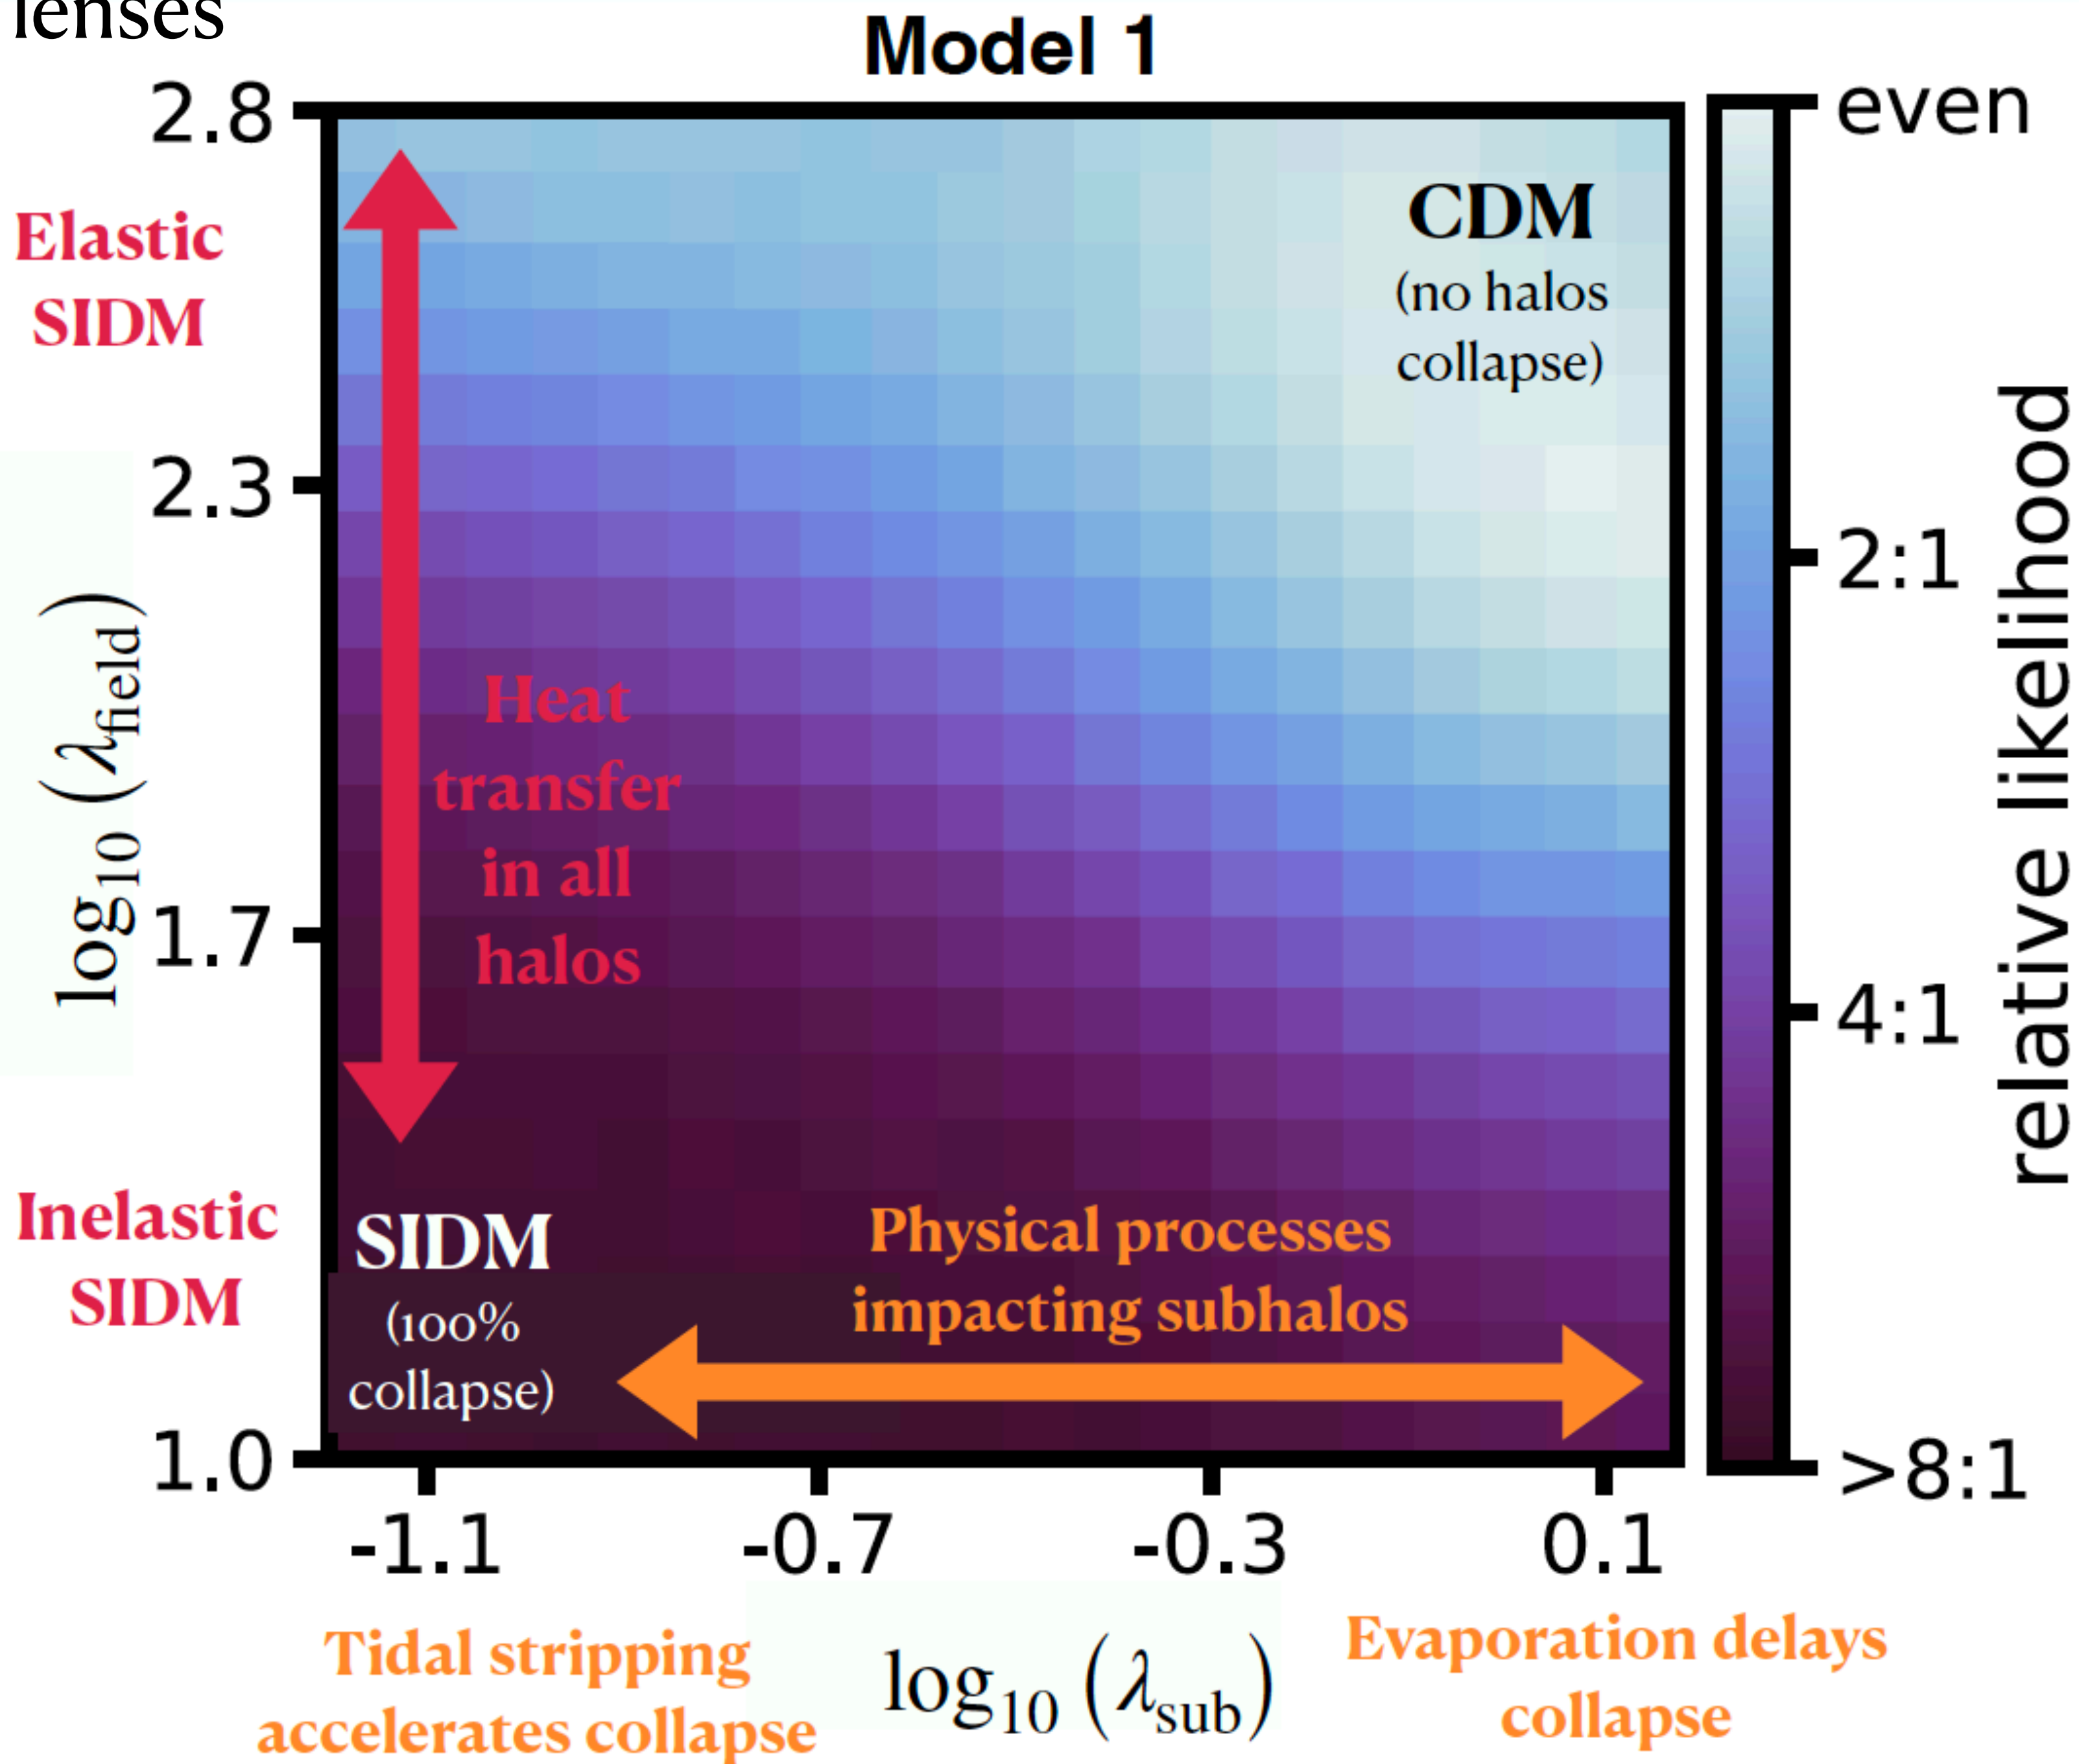 lenses
Model 1
2.8
2.3
1.7
1.0
log10 (λfield)
Elastic
SIDM
Inelastic
SIDM
CDM
(no halos
collapse)
Heat
transfer
in all
halos
SIDM
(100%
collapse)
Physical processes
impacting subhalos
even
2:1
4:1
>8:1
relative likelihood
-1.1
-0.7
-0.3
0.1
Tidal stripping
accelerates collapse
log10 (λsub)
Evaporation delays
collapse